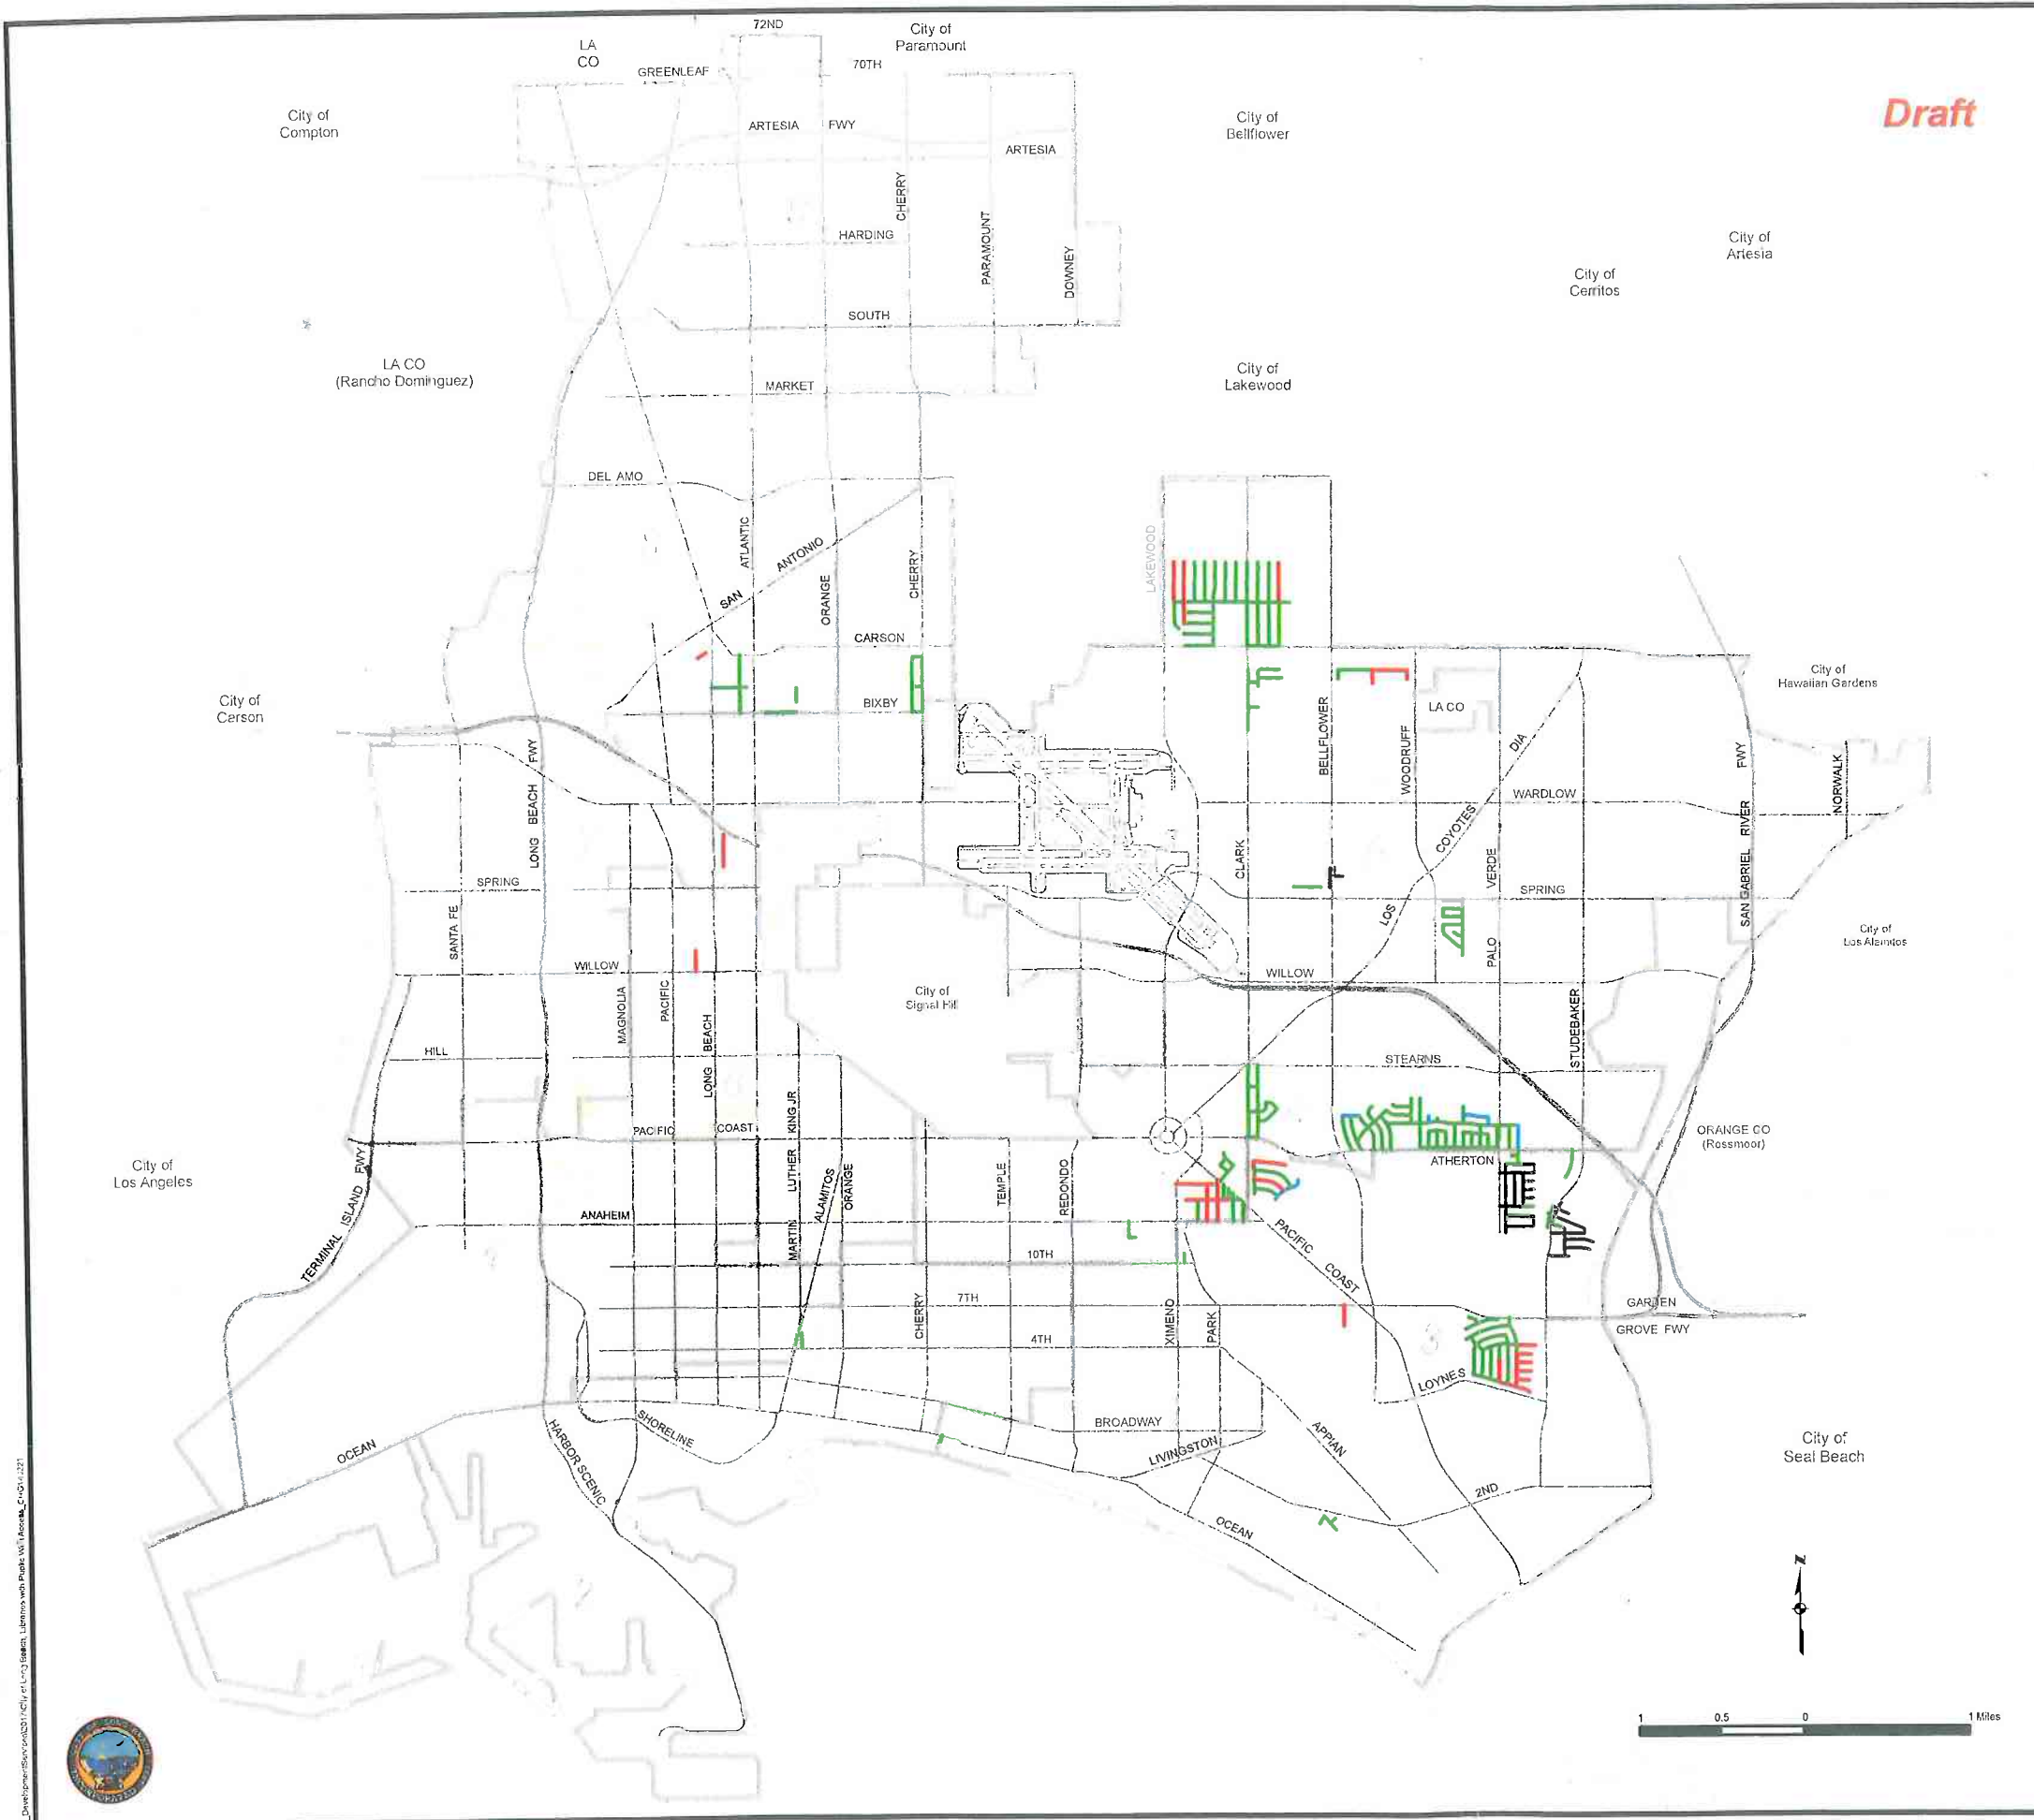 72ND
City of
Paramount
LA
CO
GREENLEAF
70TH
Draft
City of
Compton
ARTESIA
FWY
City of
Bellflower
ARTESIA
CHERRY
HARDING
PARAMOUNT
DOWNEY
City of
Artesia
City of
Cerritos
SOUTH
LA CO
(Rancho Dominguez)
MARKET
City of
Lakewood
DEL AMO
ATLANTIC
SAN
ANTONIO
ORANGE
CHERRY
LAKEWOOD
CARSON
City of
Carson
BIXBY
BELLFLOWER
WOODRUFF
LA CO
City of
Hawaiian Gardens
DIA
FWY
LONG
BEACH
FWY
WARDLOW
NORWALK
COYOTES
SAN GABRIEL
RIVER
CLARK
VERDE
SPRING
SPRING
SANTA FE
LOS
City of
Los Alamitos
PALO
WILLOW
WILLOW
MAGNOLIA
PACIFIC
City of
Signal Hill
STUDEBAKER
HILL
LONG
BEACH
STEARNS
MARTIN
LUTHER
KING JR
PACIFIC
COAST
ORANGE CO
(Rossmoor)
City of
Los Angeles
ATHERTON
TERMINAL
ISLAND
FWY
ALAMITOS
ORANGE
TEMPLE
REDONDO
ANAHEIM
PACIFIC
COAST
10TH
7TH
CHERRY
XIMENO
PARK
GARDEN
GROVE FWY
4TH
LOYNES
SHORELINE
BROADWAY
APPIAN
OCEAN
HARBOR SCENIC
LIVINGSTON
City of
Seal Beach
2ND
OCEAN
N
1
0.5
0
1 Miles